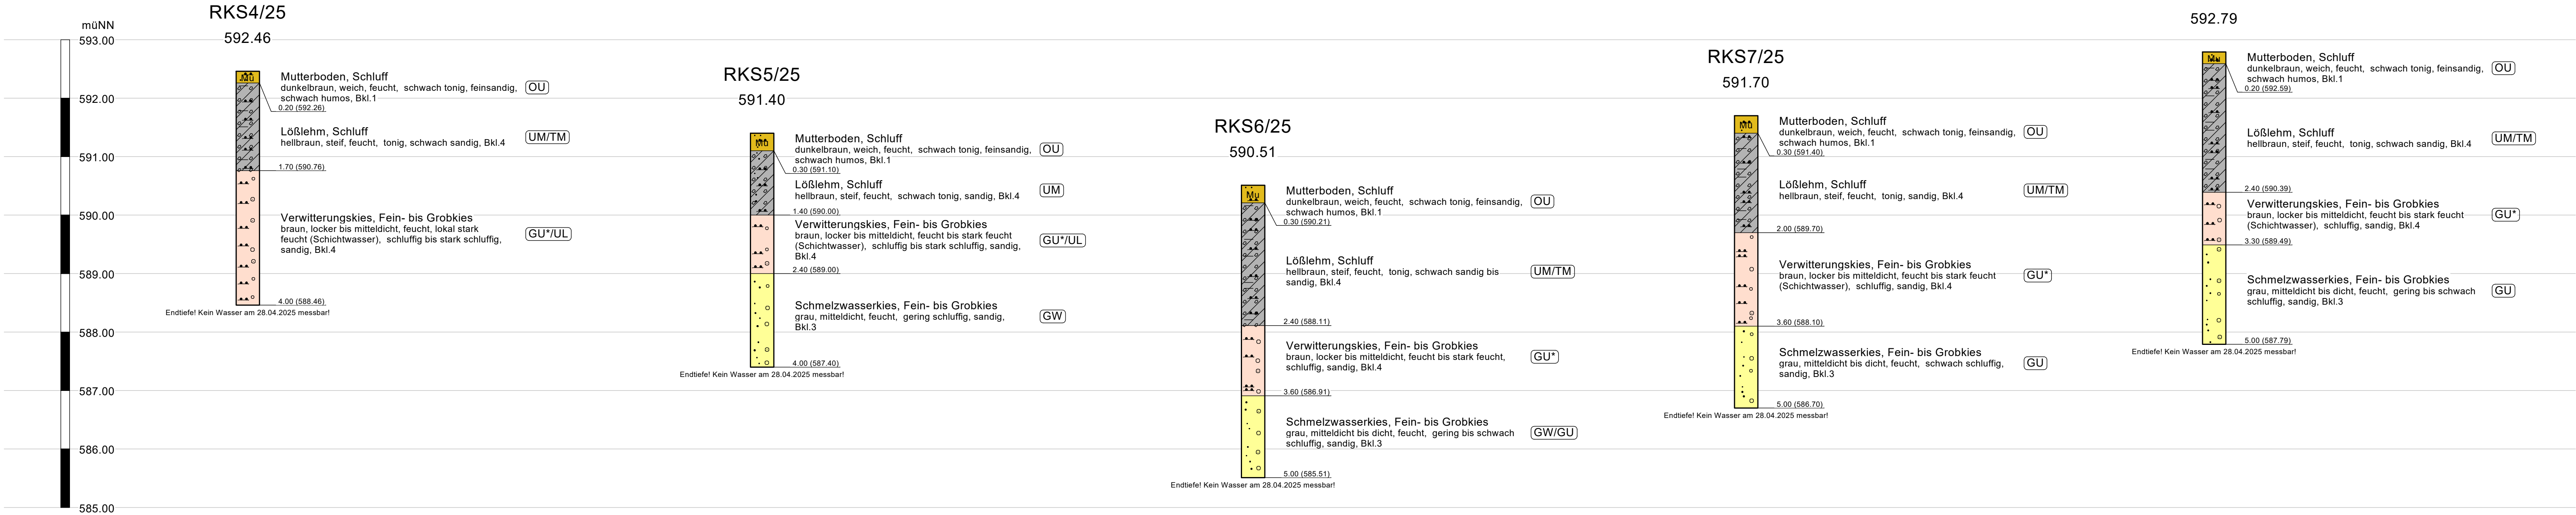 müNN
593.00
592.00
591.00
590.00
589.00
588.00
587.00
586.00
585.00
RKS4/25
592.46
Mu
Mutterboden, Schluff
dunkelbraun, weich, feucht, schwach tonig, feinsandig,
schwach humos, Bkl.1
OU
0.20 (592.26)
Lößlehm, Schluff
hellbraun, steif, feucht, tonig, schwach sandig, Bkl.4
UM/TM
1.70 (590.76)
Verwitterungskies, Fein- bis Grobkies
braun, locker bis mitteldicht, feucht, lokal stark
feucht (Schichtwasser), schluffig bis stark schluffig,
sandig, Bkl.4
GU*/UL
4.00 (588.46)
Endtiefe! Kein Wasser am 28.04.2025 messbar!
RKS5/25
591.40
Mu
Mutterboden, Schluff
dunkelbraun, weich, feucht, schwach tonig, feinsandig,
schwach humos, Bkl.1
OU
0.30 (591.10)
Lößlehm, Schluff
hellbraun, steif, feucht, schwach tonig, sandig, Bkl.4
UM
1.40 (590.00)
Verwitterungskies, Fein- bis Grobkies
braun, locker bis mitteldicht, feucht bis stark feucht
(Schichtwasser), schluffig bis stark schluffig, sandig,
Bkl.4
GU*/UL
2.40 (589.00)
Schmelzwasserkies, Fein- bis Grobkies
grau, mitteldicht, feucht, gering schluffig, sandig,
Bkl.3
GW
4.00 (587.40)
Endtiefe! Kein Wasser am 28.04.2025 messbar!
RKS6/25
590.51
Mu
Mutterboden, Schluff
dunkelbraun, weich, feucht, schwach tonig, feinsandig,
schwach humos, Bkl.1
OU
0.30 (590.21)
Lößlehm, Schluff
hellbraun, steif, feucht, tonig, schwach sandig bis
sandig, Bkl.4
UM/TM
2.40 (588.11)
Verwitterungskies, Fein- bis Grobkies
braun, locker bis mitteldicht, feucht bis stark feucht,
schluffig, sandig, Bkl.4
GU*
3.60 (586.91)
Schmelzwasserkies, Fein- bis Grobkies
grau, mitteldicht bis dicht, feucht, gering bis schwach
schluffig, sandig, Bkl.3
GW/GU
5.00 (585.51)
Endtiefe! Kein Wasser am 28.04.2025 messbar!
RKS7/25
591.70
Mu
Mutterboden, Schluff
dunkelbraun, weich, feucht, schwach tonig, feinsandig,
schwach humos, Bkl.1
OU
0.30 (591.40)
Lößlehm, Schluff
hellbraun, steif, feucht, tonig, sandig, Bkl.4
UM/TM
2.00 (589.70)
Verwitterungskies, Fein- bis Grobkies
braun, locker bis mitteldicht, feucht bis stark feucht
(Schichtwasser), schluffig, sandig, Bkl.4
GU*
3.60 (588.10)
Schmelzwasserkies, Fein- bis Grobkies
grau, mitteldicht bis dicht, feucht, schwach schluffig,
sandig, Bkl.3
GU
5.00 (586.70)
Endtiefe! Kein Wasser am 28.04.2025 messbar!
592.79
Mu
Mutterboden, Schluff
dunkelbraun, weich, feucht, schwach tonig, feinsandig,
schwach humos, Bkl.1
OU
0.20 (592.59)
Lößlehm, Schluff
hellbraun, steif, feucht, tonig, schwach sandig, Bkl.4
UM/TM
2.40 (590.39)
Verwitterungskies, Fein- bis Grobkies
braun, locker bis mitteldicht, feucht bis stark feucht
(Schichtwasser), schluffig, sandig, Bkl.4
GU*
3.30 (589.49)
Schmelzwasserkies, Fein- bis Grobkies
grau, mitteldicht bis dicht, feucht, gering bis schwach
schluffig, sandig, Bkl.3
GU
5.00 (587.79)
Endtiefe! Kein Wasser am 28.04.2025 messbar!